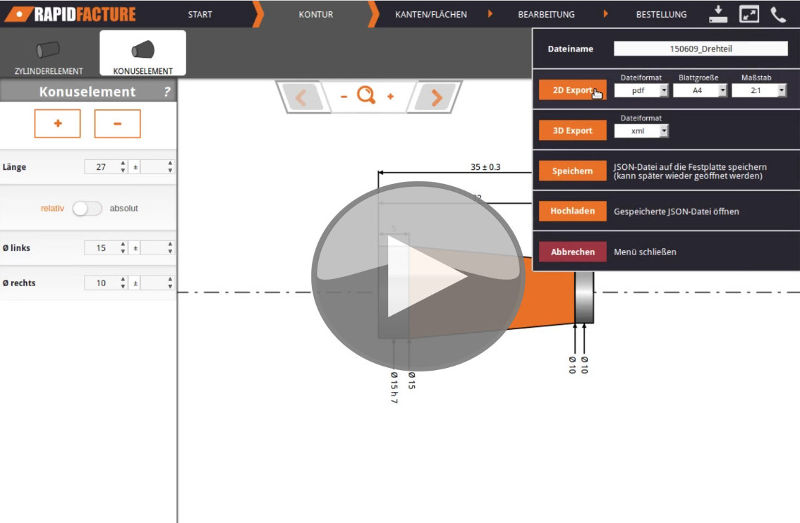 RAPIDFACTURE
START
KONTUR
KANTEN/FLÄCHEN
BEARBEITUNG
BESTELLUNG
ZYLINDERELEMENT
KONUSELEMENT
Konuselement ?
+
−
Länge 27 ±
relativ absolut
Ø links 15 ±
Ø rechts 10 ±
− +
Dateiname 150609_Drehteil
Dateiformat Blattgroeße Maßstab
2D Export pdf A4 2:1
Dateiformat
3D Export xml
Speichern
JSON-Datei auf die Festplatte speichern
(kann später wieder geöffnet werden)
Hochladen Gespeicherte JSON-Datei öffnen
Abbrechen Menü schließen
35 ± 0.3
Ø 15 h 7
Ø 15
Ø 10
Ø 10